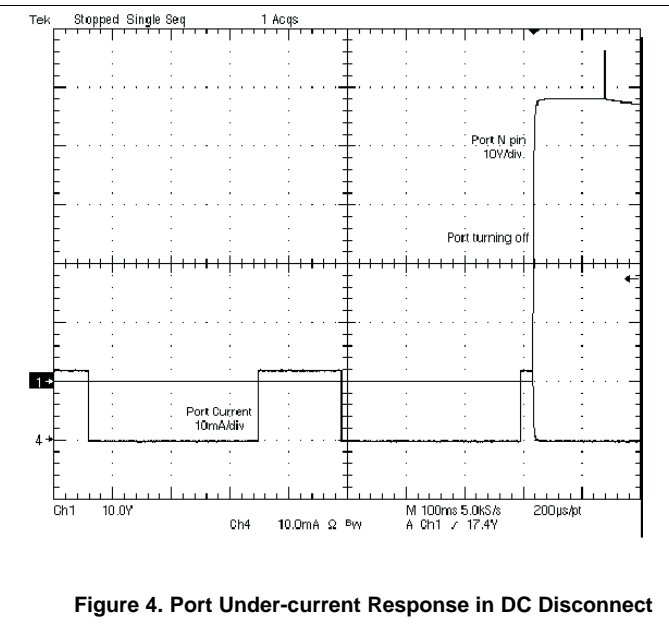 Tek Stopped Single Seq 1 Acqs
Port N pin
10V/div.
Port turning off
1
Port Current
10mA/div
4
Ch1 10.0V M 100ms 5.0kS/s 200µs/pt
Ch4 10.0mA Ω BW A Ch1 / 17.4V
Figure 4. Port Under-current Response in DC Disconnect